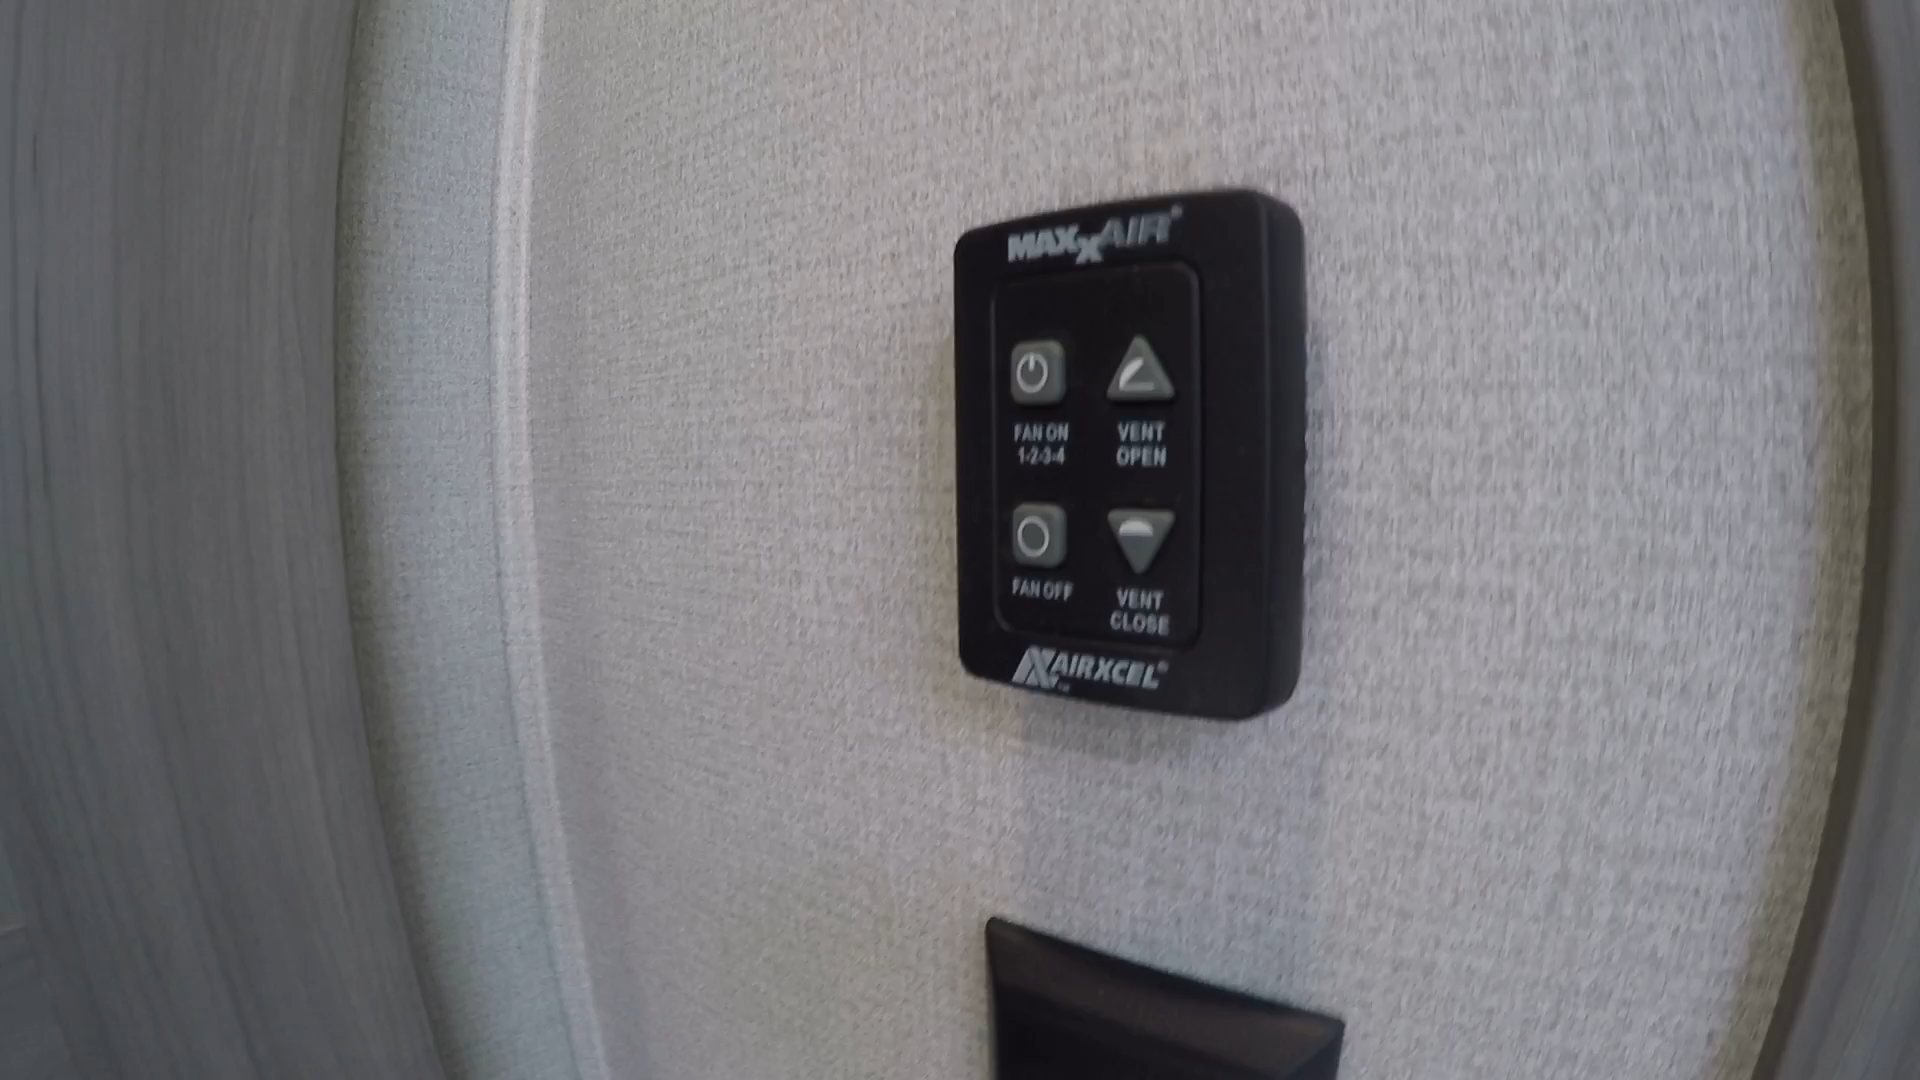 MAXXAIR®
FAN ON
1-2-3-4
VENT
OPEN
FAN OFF
VENT
CLOSE
AIRXCEL®